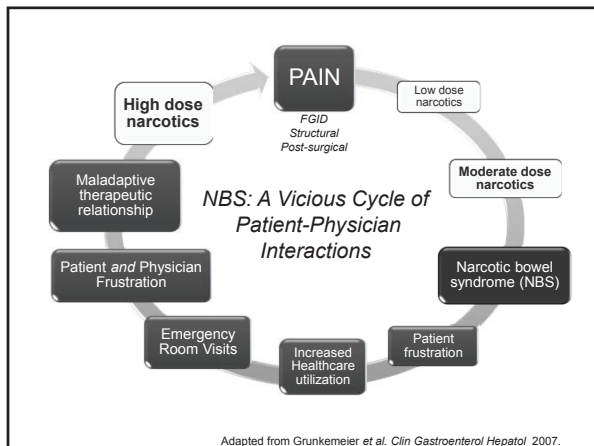 PAIN
FGID
Structural
Post-surgical
Low dose
narcotics
Moderate dose
narcotics
Narcotic bowel
syndrome (NBS)
Patient
frustration
Increased
Healthcare
utilization
Emergency
Room Visits
Patient and Physician
Frustration
Maladaptive
therapeutic
relationship
High dose
narcotics
NBS: A Vicious Cycle of
Patient-Physician
Interactions
Adapted from Grunkemeier et al. Clin Gastroenterol Hepatol 2007.